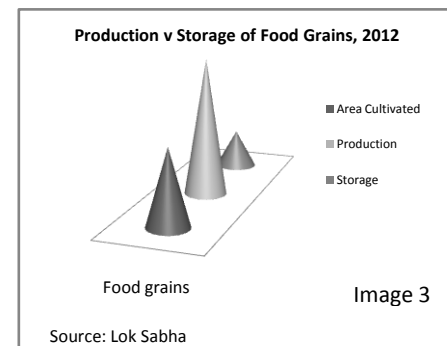 Production v Storage of Food Grains, 2012
Area Cultivated
Production
Storage
Food grains
Image 3
Source: Lok Sabha